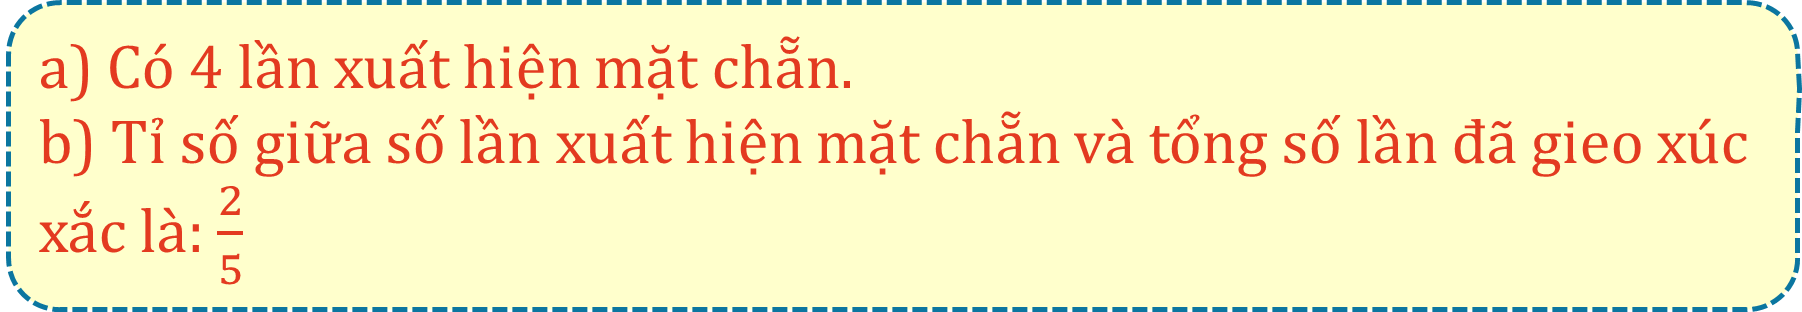 a) Có 4 lần xuất hiện mặt chẵn.
b) Tỉ số giữa số lần xuất hiện mặt chẵn và tổng số lần đã gieo xúc
xắc là: 2/5